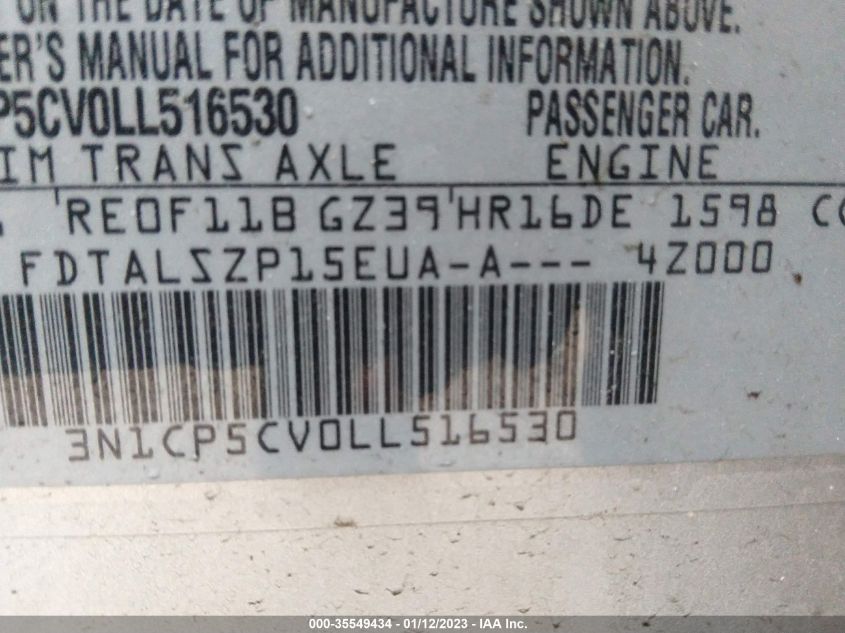 ON THE DATE OF MANUFACTURE SHOWN ABOVE.
ER'S MANUAL FOR ADDITIONAL INFORMATION.
P5CV0LL516530 PASSENGER CAR.
IM TRANS AXLE ENGINE
RE0F11B GZ39 HR16DE 1598 CC
FDTALSZP15EUA-A--- 4Z000
3N1CP5CV0LL516530
000-35549434 - 01/12/2023 - IAA Inc.